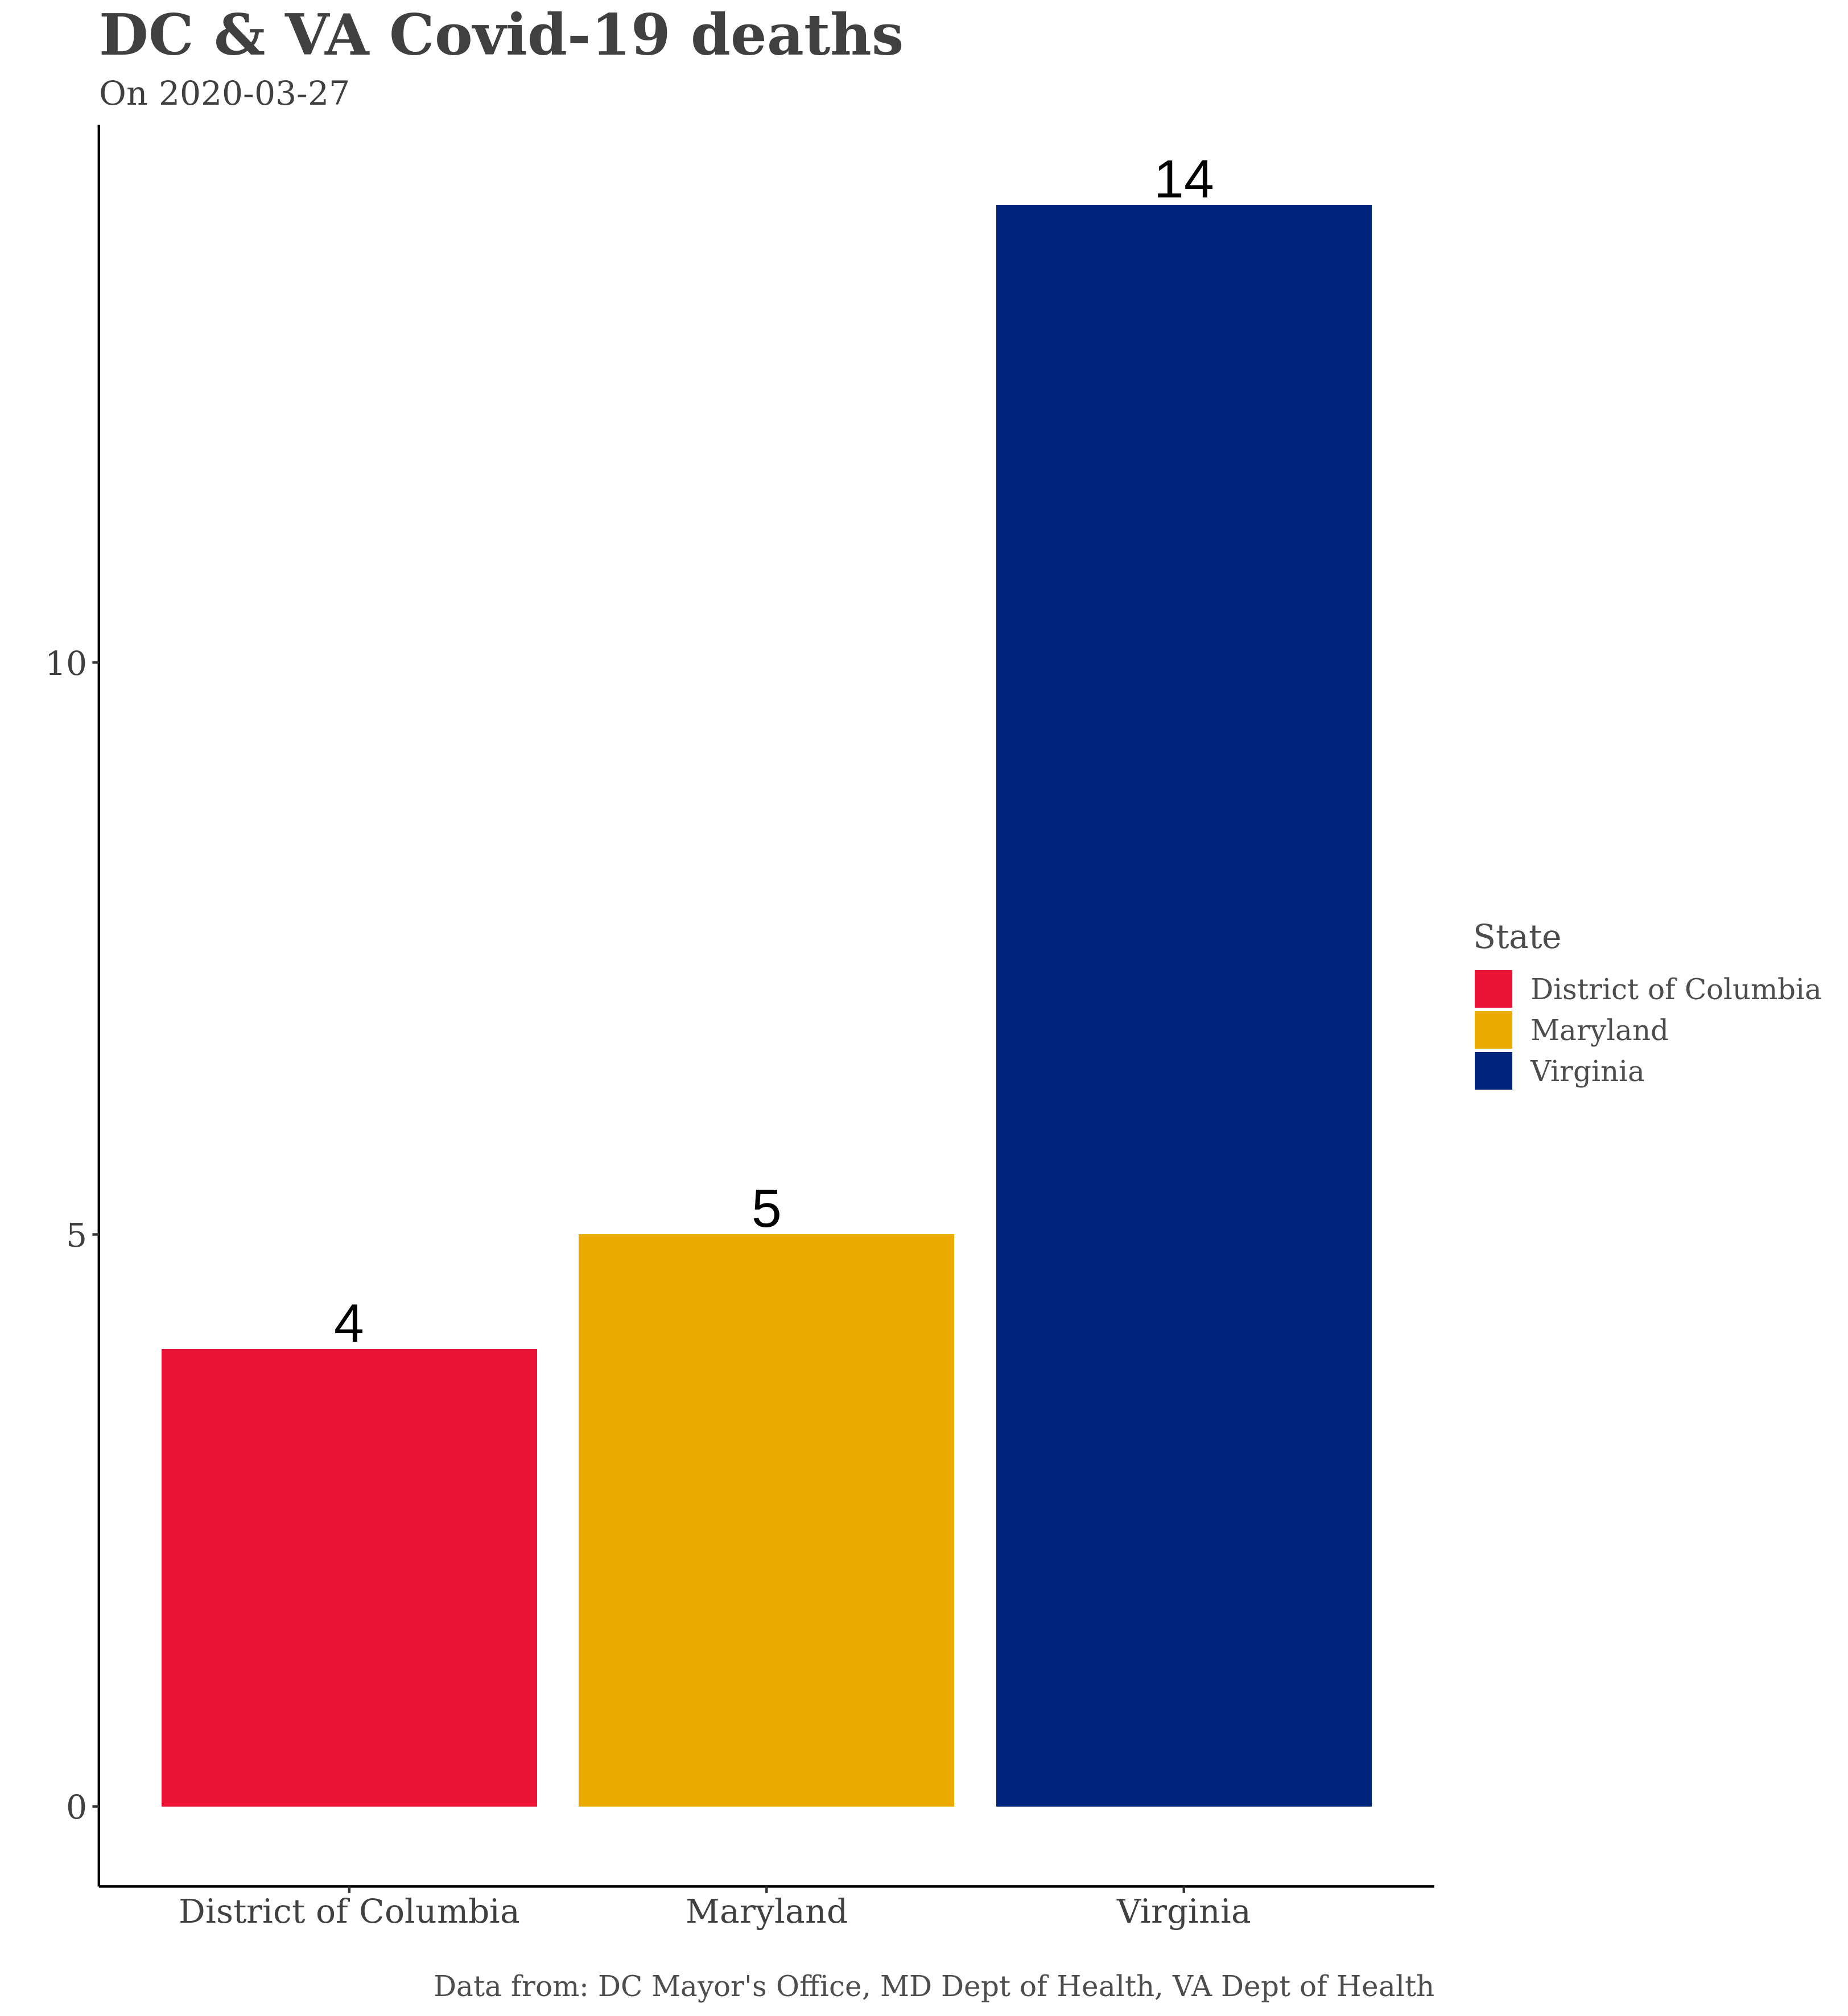 DC & VA Covid-19 deaths
On 2020-03-27
14
10
5
5
4
0
State
District of Columbia
Maryland
Virginia
District of Columbia
Maryland
Virginia
Data from: DC Mayor's Office, MD Dept of Health, VA Dept of Health